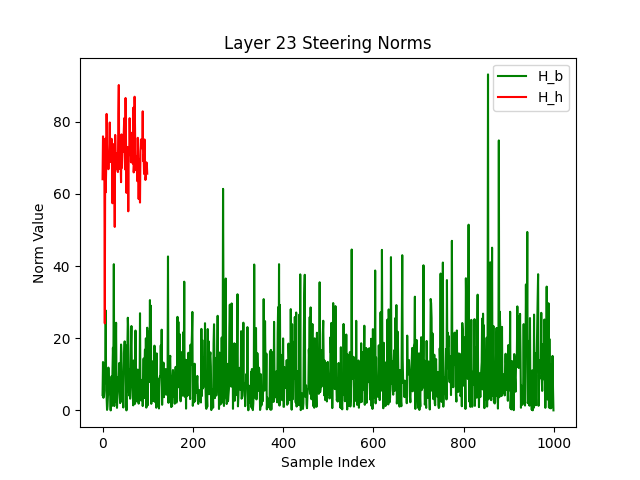 Layer 23 Steering Norms
H_b
H_h
80
60
40
20
0
Norm Value
0 200 400 600 800 1000
Sample Index